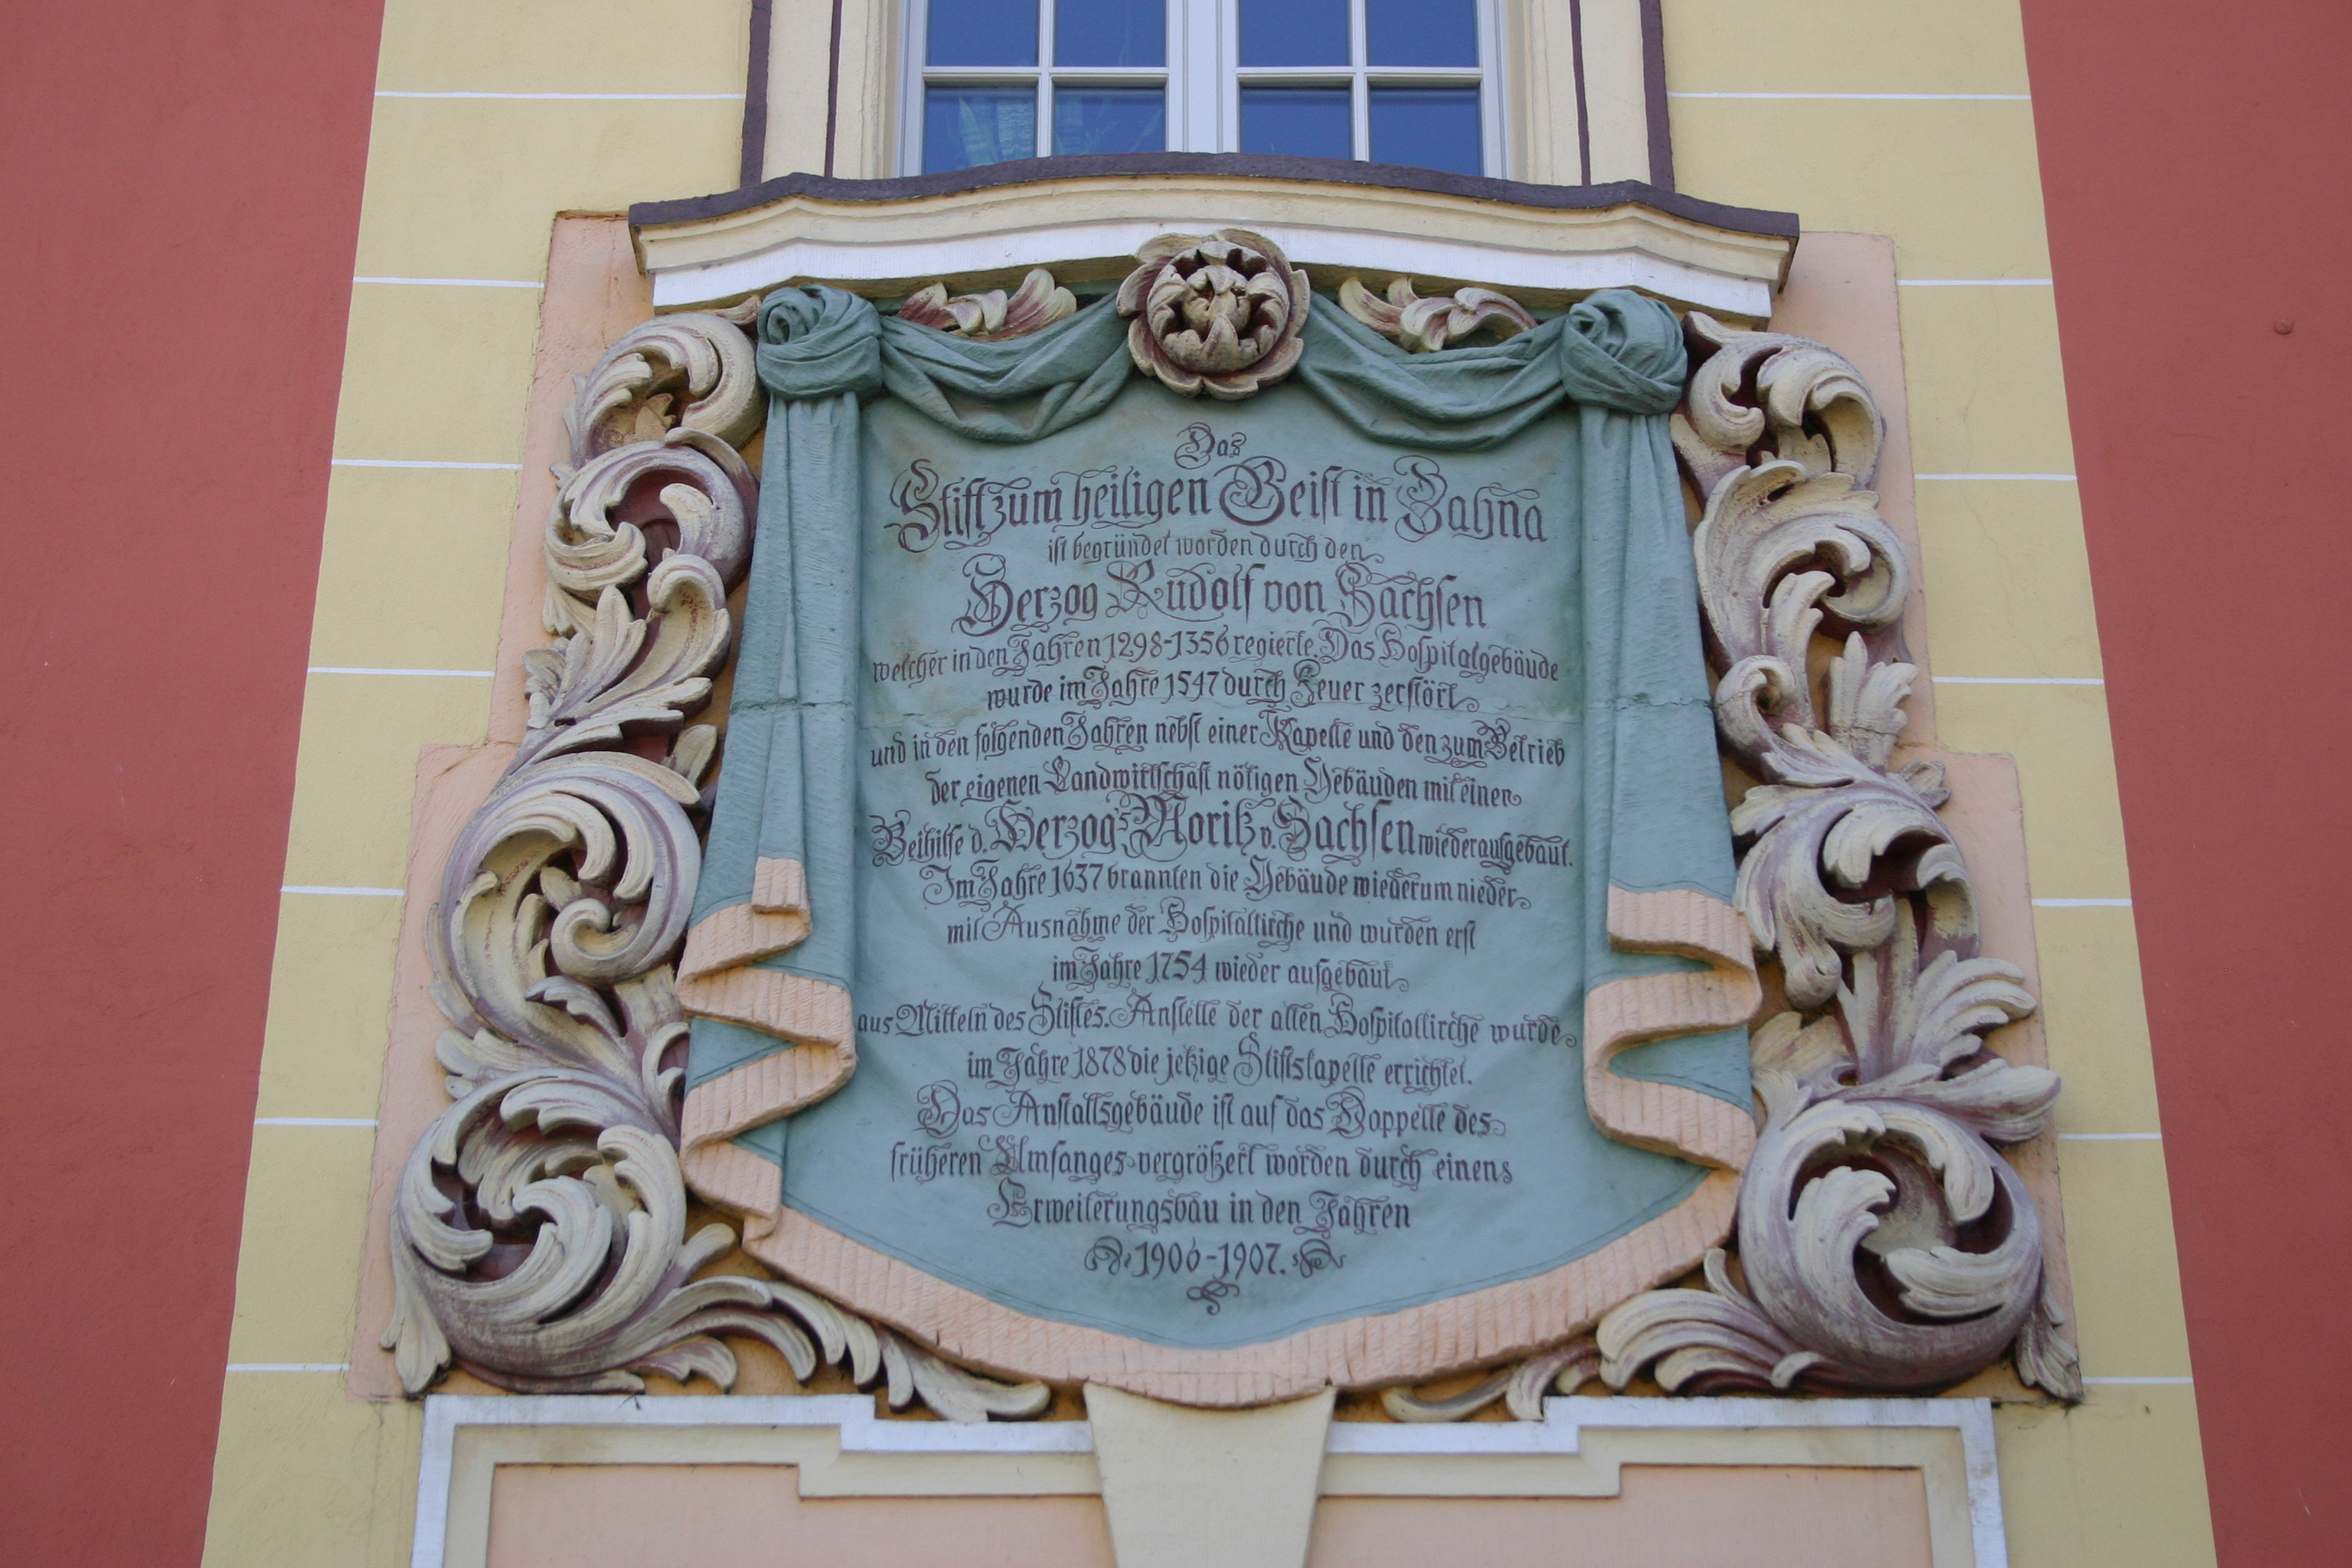 Das
Stift zum heiligen Geist in Zahna
ist begründet worden durch den
Herzog Rudolf von Sachsen
welcher in den Jahren 1298-1356 regierte. Das Hospitalgebäude
wurde im Jahre 1547 durch Feuer zerstört
und in den folgenden Jahren nebst einer Kapelle und den zum Betrieb
der eigenen Landwirtschaft nötigen Gebäuden mit einer
Beihilfe d. Herzog's Moritz v. Sachsen wiederaufgebaut.
Im Jahre 1637 brannten die Gebäude wiederum nieder
mit Ausnahme der Hospitalkirche und wurden erst
im Jahre 1754 wieder aufgebaut
aus Mitteln des Stiftes. Anstelle der alten Hospitalkirche wurde
im Jahre 1878 die jetzige Stiftskapelle errichtet.
Das Anstaltsgebäude ist auf das Doppelte des
früheren Umfanges vergrößert worden durch einen
Erweiterungsbau in den Jahren
1906-1907.